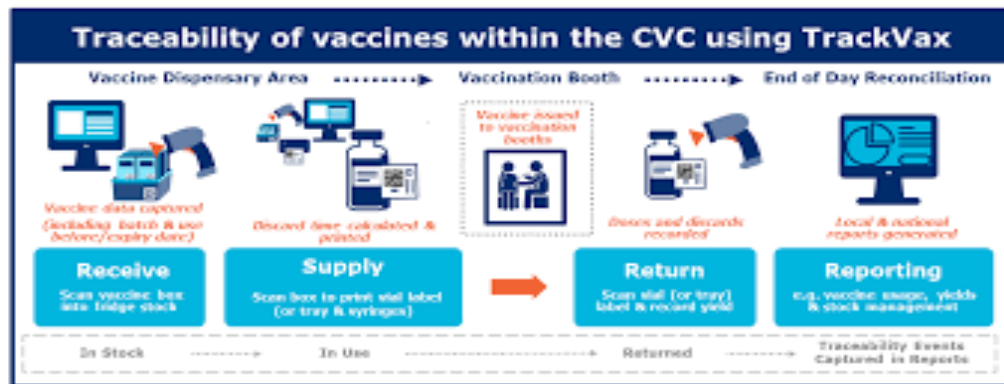 Traceability of vaccines within the CVC using TrackVax
Vaccine Dispensary Area
Vaccination Booth
End of Day Reconciliation
Vaccine data captured
(including batch & use
before/expiry date)
Discard time calculated &
printed
Vaccine issued
to vaccination
booths
Doses and discards
recorded
Local & national
reports generated
Receive
Scan vaccine box
into fridge stock
Supply
Scan box to print vial label
(or tray & syringes)
Return
Scan vial (or tray)
label & record yield
Reporting
e.g. vaccine usage, yields
& stock management
In Stock
In Use
Returned
Traceability Events
Captured in Reports